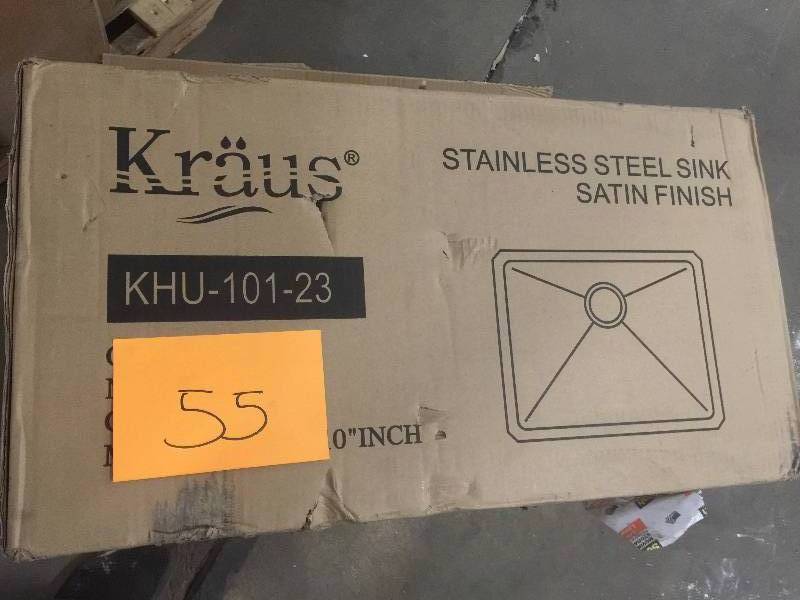 Kräus®
STAINLESS STEEL SINK
SATIN FINISH
KHU-101-23
55
0"INCH